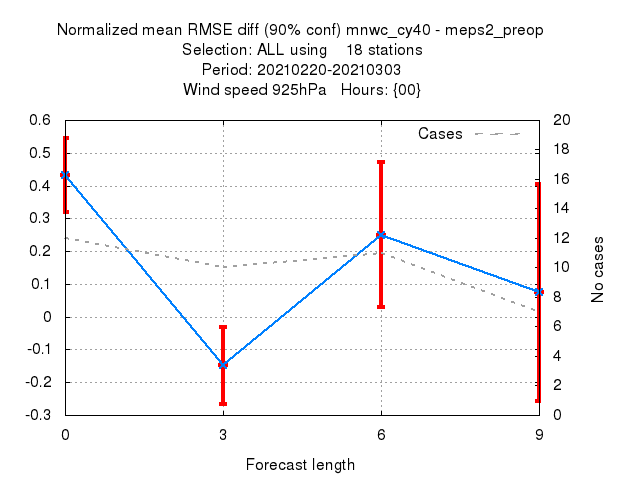 Normalized mean RMSE diff (90% conf) mnwc_cy40 - meps2_preop
Selection: ALL using    18 stations
Period: 20210220-20210303
Wind speed 925hPa   Hours: {00}
Cases
0.6
0.5
0.4
0.3
0.2
0.1
0
-0.1
-0.2
-0.3
20
18
16
14
12
10
8
6
4
2
0
No cases
0 3 6 9
Forecast length